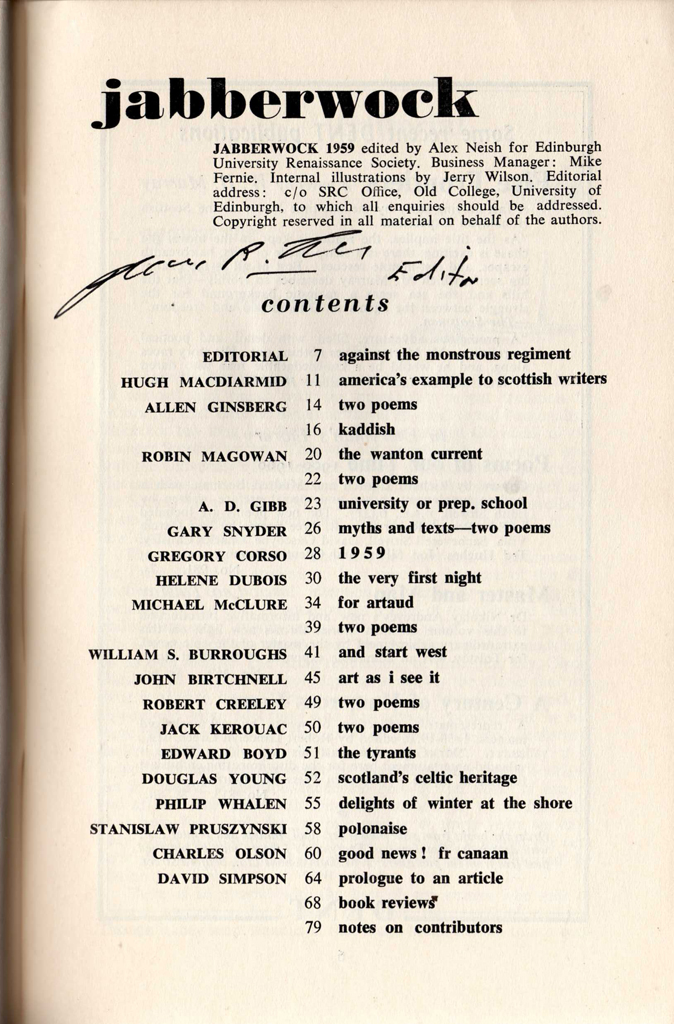 jabberwock
JABBERWOCK 1959 edited by Alex Neish for Edinburgh
University Renaissance Society. Business Manager: Mike
Fernie. Internal illustrations by Jerry Wilson. Editorial
address: c/o SRC Office, Old College, University of
Edinburgh, to which all enquiries should be addressed.
Copyright reserved in all material on behalf of the authors.
R. Editor
contents
EDITORIAL 7 against the monstrous regiment
HUGH MACDIARMID 11 america's example to scottish writers
ALLEN GINSBERG 14 two poems
16 kaddish
ROBIN MAGOWAN 20 the wanton current
22 two poems
A. D. GIBB 23 university or prep. school
GARY SNYDER 26 myths and texts—two poems
GREGORY CORSO 28 1959
HELENE DUBOIS 30 the very first night
MICHAEL McCLURE 34 for artaud
39 two poems
WILLIAM S. BURROUGHS 41 and start west
JOHN BIRTCHNELL 45 art as i see it
ROBERT CREELEY 49 two poems
JACK KEROUAC 50 two poems
EDWARD BOYD 51 the tyrants
DOUGLAS YOUNG 52 scotland's celtic heritage
PHILIP WHALEN 55 delights of winter at the shore
STANISLAW PRUSZYNSKI 58 polonaise
CHARLES OLSON 60 good news! fr canaan
DAVID SIMPSON 64 prologue to an article
68 book reviews
79 notes on contributors